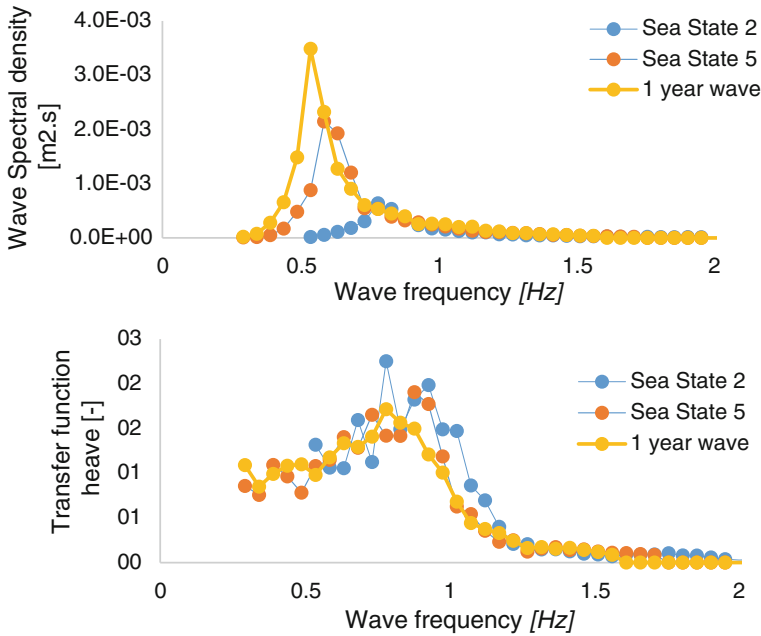 4.0E-03
3.0E-03
2.0E-03
1.0E-03
0.0E+00
Wave Spectral density
[m2.s]
Sea State 2
Sea State 5
1 year wave
0 0.5 1 1.5 2
Wave frequency [Hz]
03
02
02
01
01
00
Transfer function
heave [-]
Sea State 2
Sea State 5
1 year wave
0.5 1 1.5 2
Wave frequency [Hz]